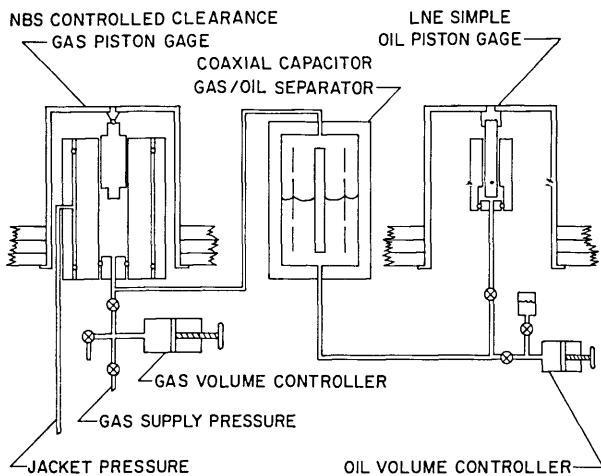 NBS CONTROLLED CLEARANCE
GAS PISTON GAGE
COAXIAL CAPACITOR
GAS/OIL SEPARATOR
LNE SIMPLE
OIL PISTON GAGE
GAS VOLUME CONTROLLER
GAS SUPPLY PRESSURE
JACKET PRESSURE
OIL VOLUME CONTROLLER